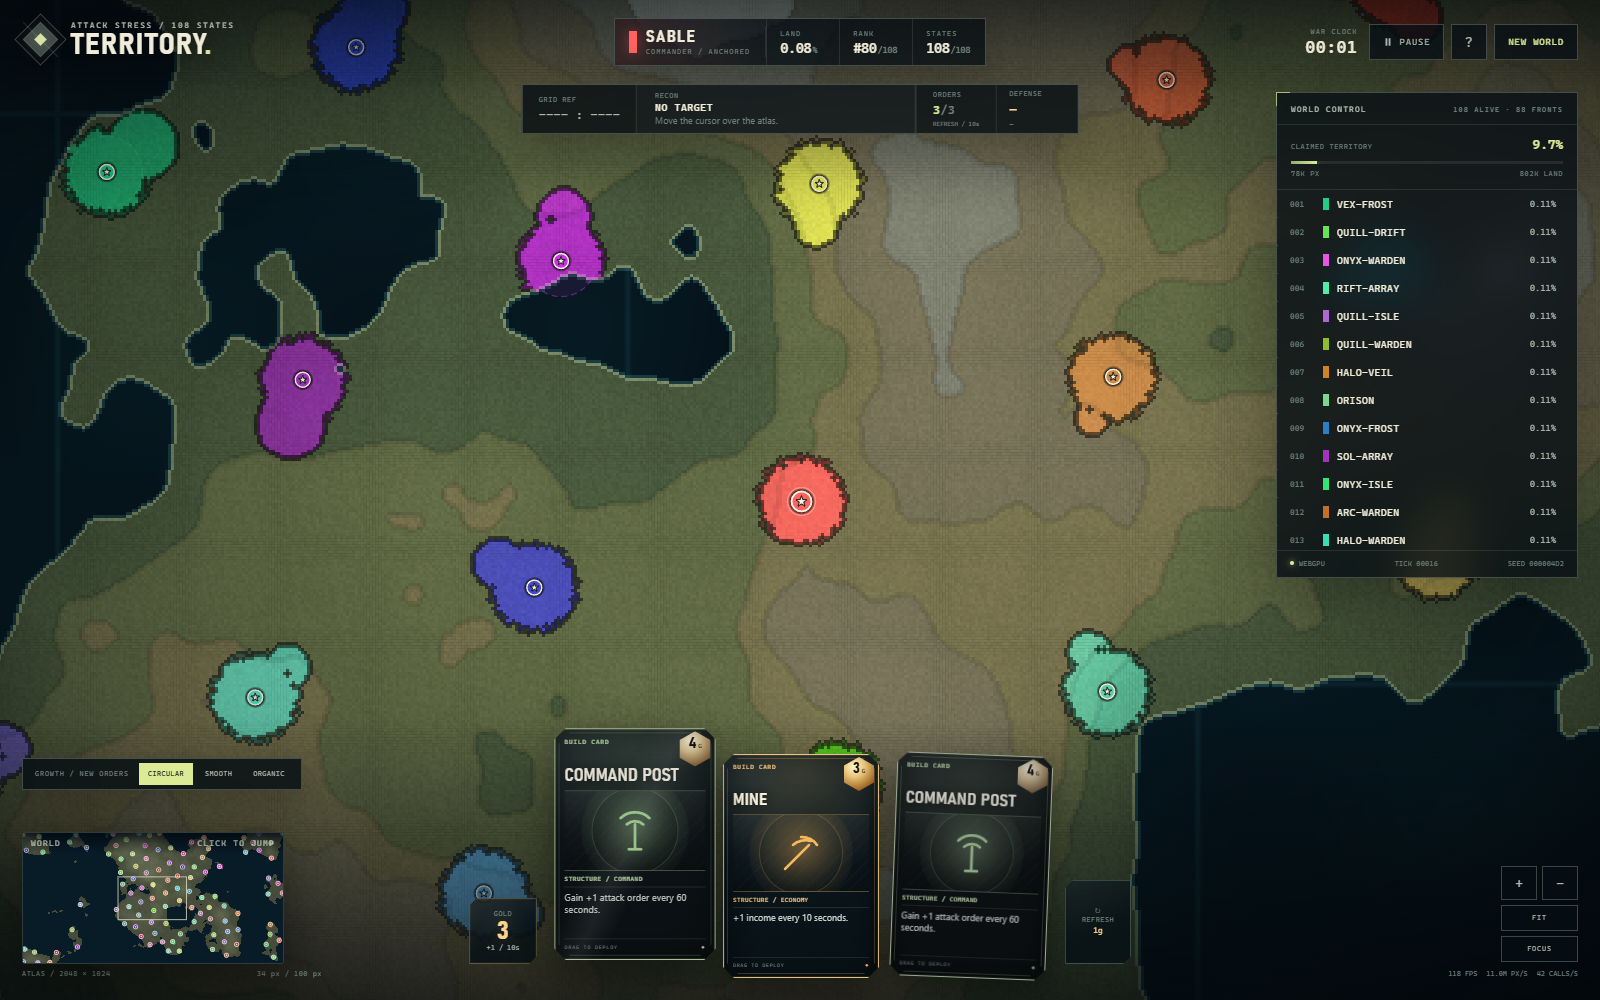 ATTACK STRESS / 108 STATES
TERRITORY.
SABLE
COMMANDER / ANCHORED
LAND
0.08%
RANK
#80/108
STATES
108/108
WAR CLOCK
00:01
PAUSE
?
NEW WORLD
GRID REF
–––– : ––––
RECON
NO TARGET
Move the cursor over the atlas.
ORDERS
3/3
REFRESH / 10s
DEFENSE
–
–
WORLD CONTROL
108 ALIVE · 88 FRONTS
CLAIMED TERRITORY
9.7%
78K PX
802K LAND
001 VEX-FROST 0.11%
002 QUILL-DRIFT 0.11%
003 ONYX-WARDEN 0.11%
004 RIFT-ARRAY 0.11%
005 QUILL-ISLE 0.11%
006 QUILL-WARDEN 0.11%
007 HALO-VEIL 0.11%
008 ORISON 0.11%
009 ONYX-FROST 0.11%
010 SOL-ARRAY 0.11%
011 ONYX-ISLE 0.11%
012 ARC-WARDEN 0.11%
013 HALO-WARDEN 0.11%
WEBGPU
TICK 00016
SEED 000004D2
GROWTH / NEW ORDERS
CIRCULAR
SMOOTH
ORGANIC
WORLD
CLICK TO JUMP
ATLAS / 2048 × 1024
34 px / 100 px
GOLD
3
+1 / 10s
BUILD CARD
4 G
COMMAND POST
STRUCTURE / COMMAND
Gain +1 attack order every 60
seconds.
DRAG TO DEPLOY
BUILD CARD
3 G
MINE
STRUCTURE / ECONOMY
+1 income every 10 seconds.
DRAG TO DEPLOY
BUILD CARD
4 G
COMMAND POST
STRUCTURE / COMMAND
Gain +1 attack order every 60
seconds.
DRAG TO DEPLOY
↻
REFRESH
1g
+
−
FIT
FOCUS
118 FPS 11.0M PX/S 42 CALLS/S